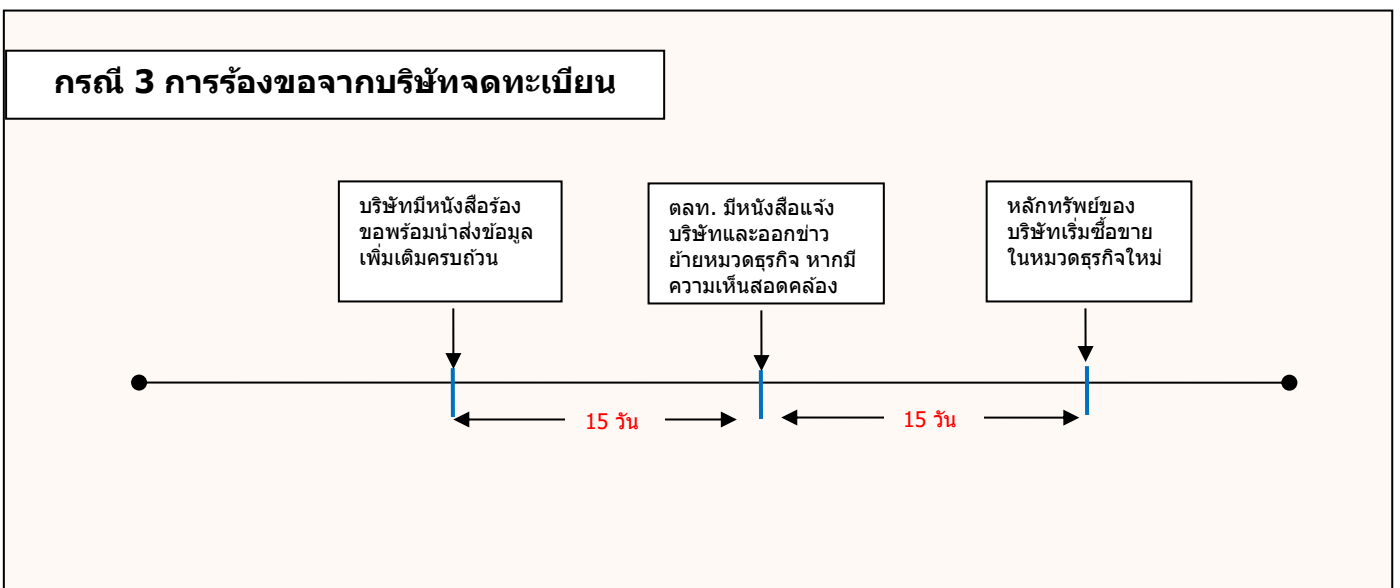 กรณี 3 การร้องขอจากบริษัทจดทะเบียน
บริษัทมีหนังสือร้อง
ขอพร้อมนำส่งข้อมูล
เพิ่มเติมครบถ้วน
ตลท. มีหนังสือแจ้ง
บริษัทและออกข่าว
ย้ายหมวดธุรกิจ หากมี
ความเห็นสอดคล้อง
หลักทรัพย์ของ
บริษัทเริ่มซื้อขาย
ในหมวดธุรกิจใหม่
15 วัน
15 วัน